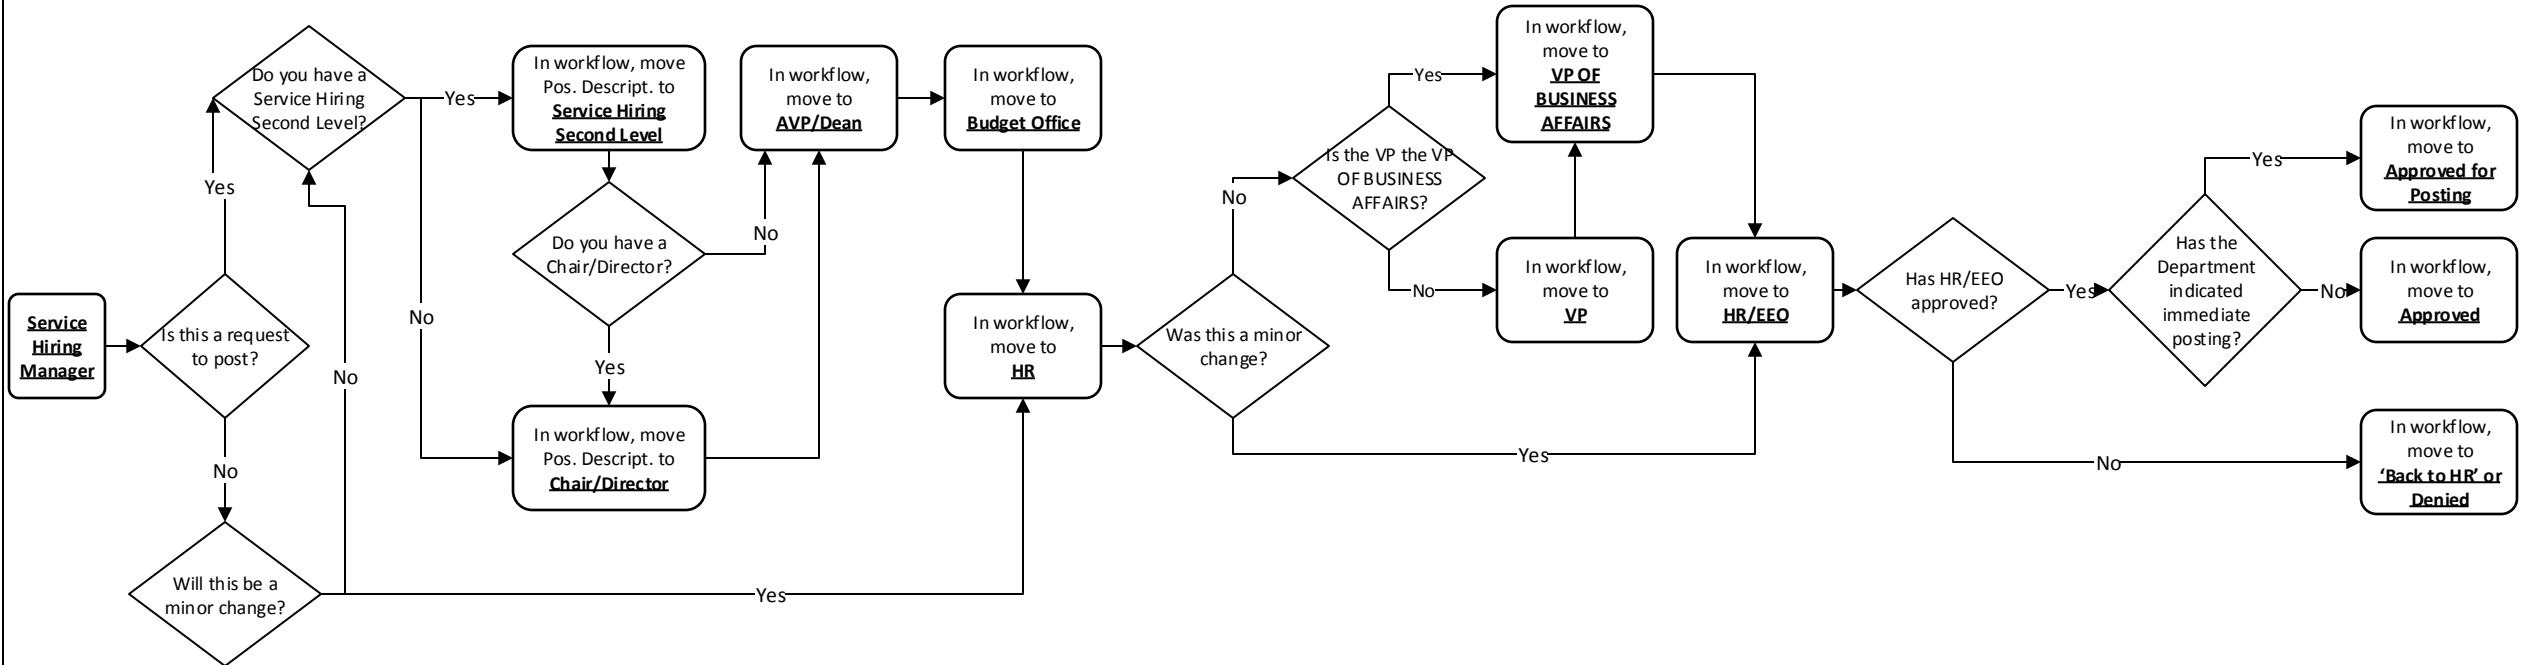 Service
Hiring
Manager
Is this a request
to post?
Yes
No
Will this be a
minor change?
No
Yes
Do you have a
Service Hiring
Second Level?
Yes
No
In workflow, move
Pos. Descript. to
Service Hiring
Second Level
Do you have a
Chair/Director?
No
Yes
In workflow, move
Pos. Descript. to
Chair/Director
In workflow,
move to
AVP/Dean
In workflow,
move to
Budget Office
In workflow,
move to
HR
Was this a minor
change?
No
Yes
Is the VP the VP
OF BUSINESS
AFFAIRS?
Yes
No
In workflow,
move to
VP OF
BUSINESS
AFFAIRS
In workflow,
move to
VP
In workflow,
move to
HR/EEO
Has HR/EEO
approved?
Yes
No
Has the
Department
indicated
immediate
posting?
Yes
No
In workflow,
move to
Approved for
Posting
In workflow,
move to
Approved
In workflow,
move to
‘Back to HR’ or
Denied